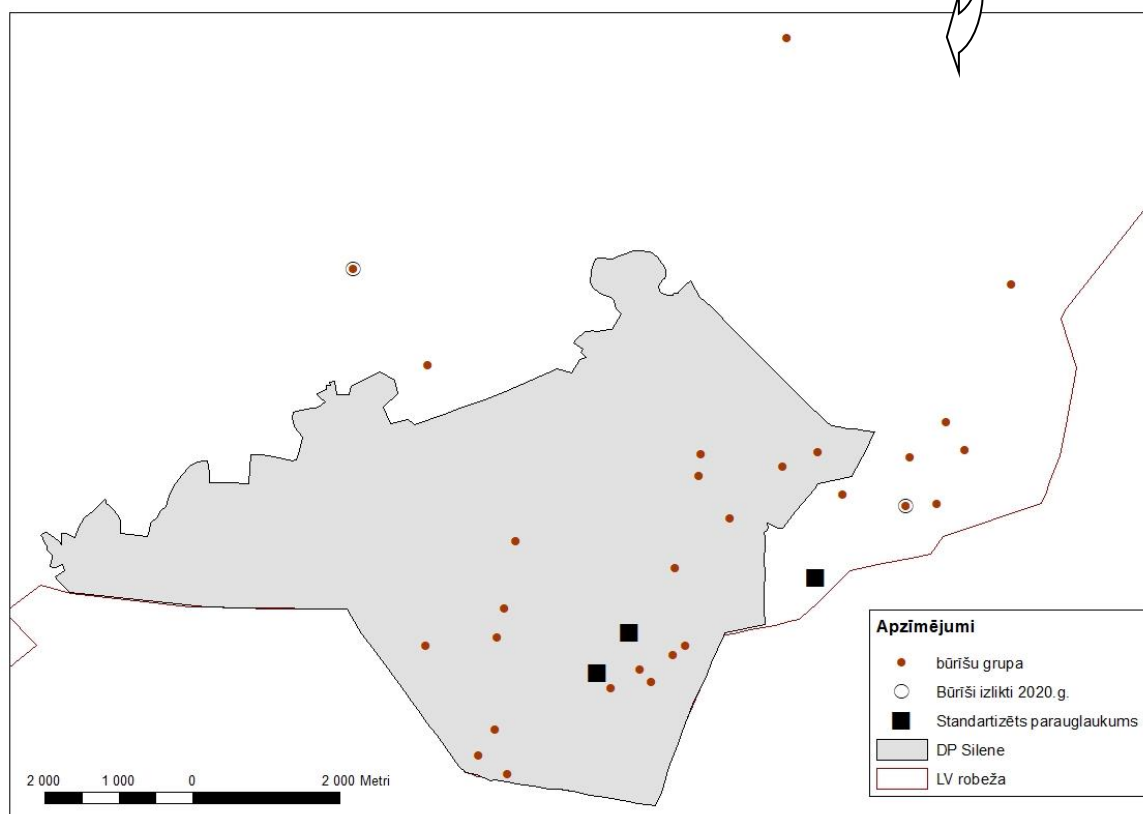 Apzīmējumi
būrīšu grupa
Būrīši izlikti 2020.g.
Standartizēts parauglaukums
DP Silene
LV robeža
2 000 1 000 0 2 000 Metri